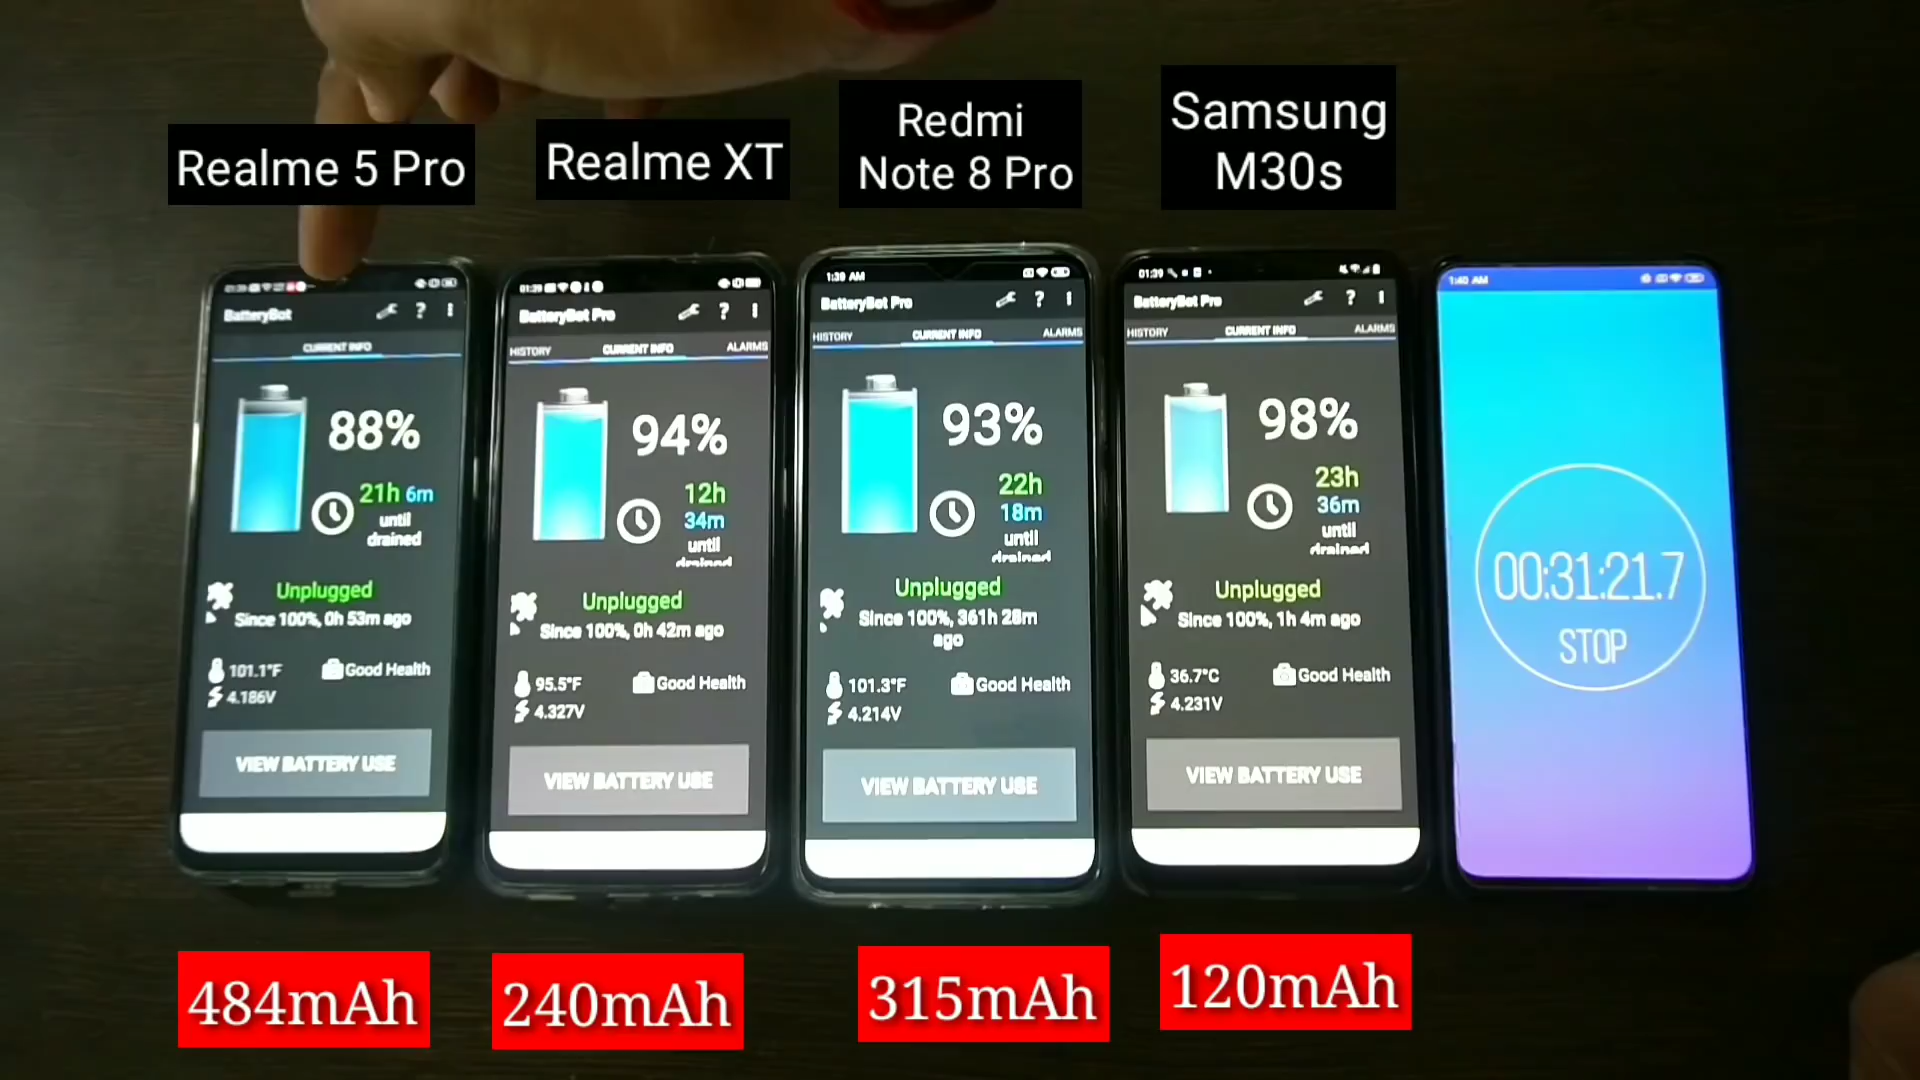 Realme 5 Pro
Realme XT
Redmi
Note 8 Pro
Samsung
M30s
BatteryBot
?
CURRENT INFO
88%
21h 6m
until
drained
Unplugged
Since 100%, 0h 53m ago
101.1°F
Good Health
4.186V
VIEW BATTERY USE
01:39
BatteryBot Pro
?
HISTORY
CURRENT INFO
ALARMS
94%
12h
34m
until
drained
Unplugged
Since 100%, 0h 42m ago
95.5°F
Good Health
4.327V
VIEW BATTERY USE
1:39 AM
BatteryBot Pro
?
HISTORY
CURRENT INFO
ALARMS
93%
22h
18m
until
drained
Unplugged
Since 100%, 361h 28m
ago
101.3°F
Good Health
4.214V
VIEW BATTERY USE
01:39
BatteryBot Pro
?
HISTORY
CURRENT INFO
ALARMS
98%
23h
36m
until
drained
Unplugged
Since 100%, 1h 4m ago
36.7°C
Good Health
4.231V
VIEW BATTERY USE
1:40 AM
00:31:21.7
STOP
484mAh
240mAh
315mAh
120mAh